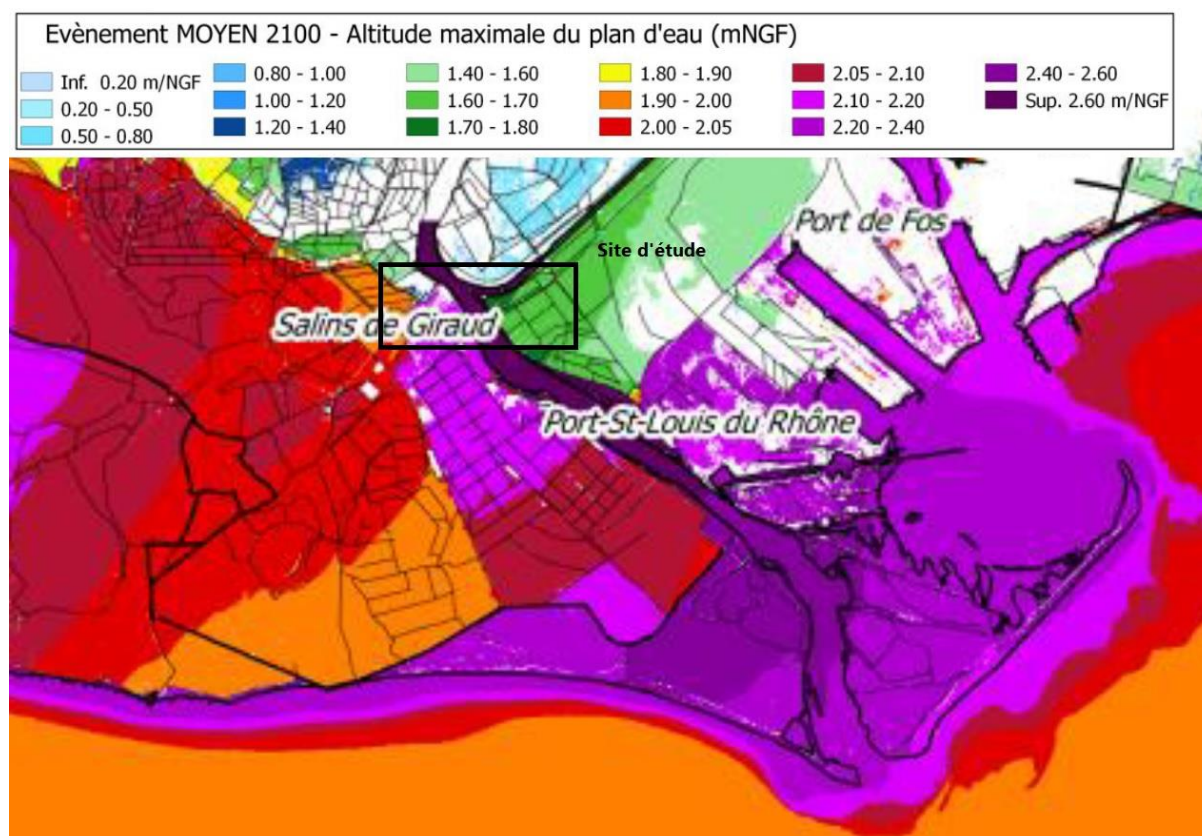 Evènement MOYEN 2100 - Altitude maximale du plan d'eau (mNGF)
Inf. 0.20 m/NGF
0.20 - 0.50
0.50 - 0.80
0.80 - 1.00
1.00 - 1.20
1.20 - 1.40
1.40 - 1.60
1.60 - 1.70
1.70 - 1.80
1.80 - 1.90
1.90 - 2.00
2.00 - 2.05
2.05 - 2.10
2.10 - 2.20
2.20 - 2.40
2.40 - 2.60
Sup. 2.60 m/NGF
Port de Fos
Site d'étude
Salins de Giraud
Port-St-Louis du Rhône